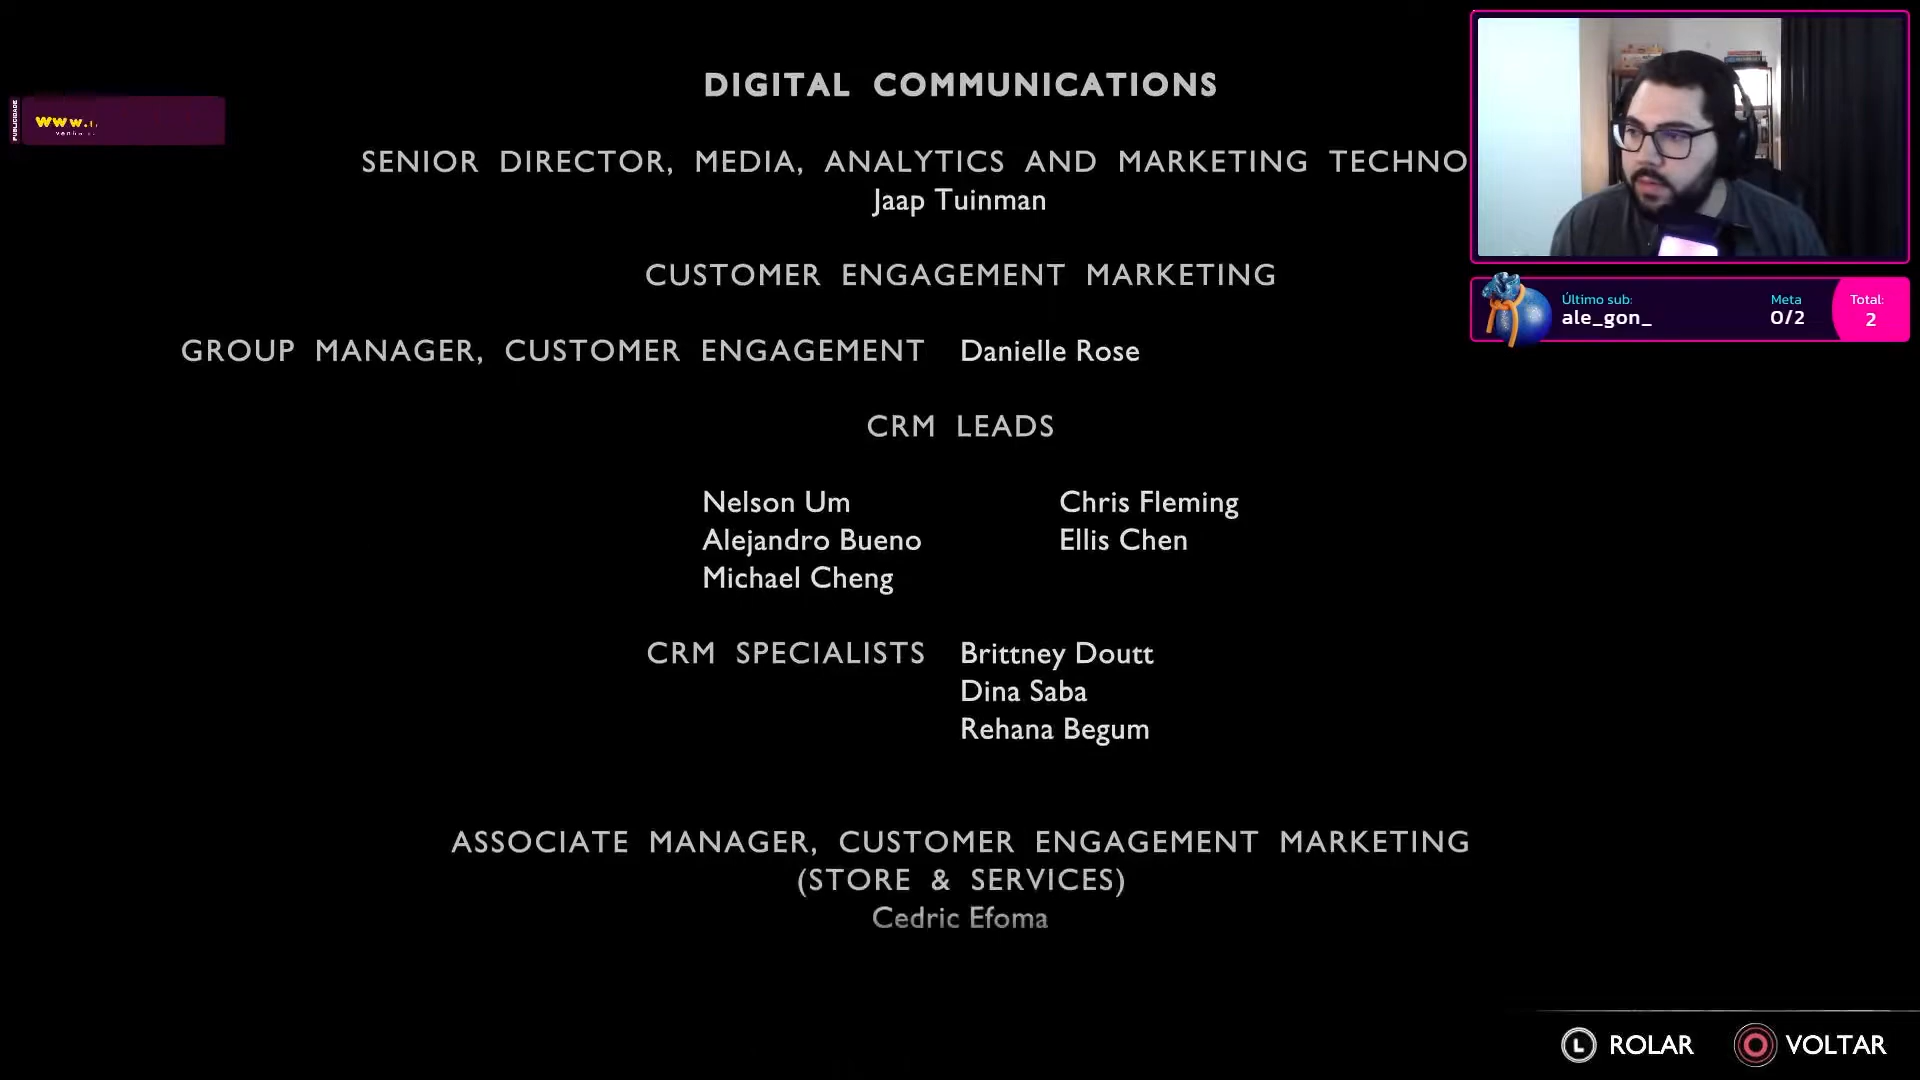 DIGITAL COMMUNICATIONS
PUBLICIDADE
www.
SENIOR DIRECTOR, MEDIA, ANALYTICS AND MARKETING TECHNO
Jaap Tuinman
CUSTOMER ENGAGEMENT MARKETING
Último sub:
ale_gon_
Meta
0/2
Total:
2
GROUP MANAGER, CUSTOMER ENGAGEMENT Danielle Rose
CRM LEADS
Nelson Um Chris Fleming
Alejandro Bueno Ellis Chen
Michael Cheng
CRM SPECIALISTS Brittney Doutt
Dina Saba
Rehana Begum
ASSOCIATE MANAGER, CUSTOMER ENGAGEMENT MARKETING
(STORE & SERVICES)
Cedric Efoma
L ROLAR VOLTAR